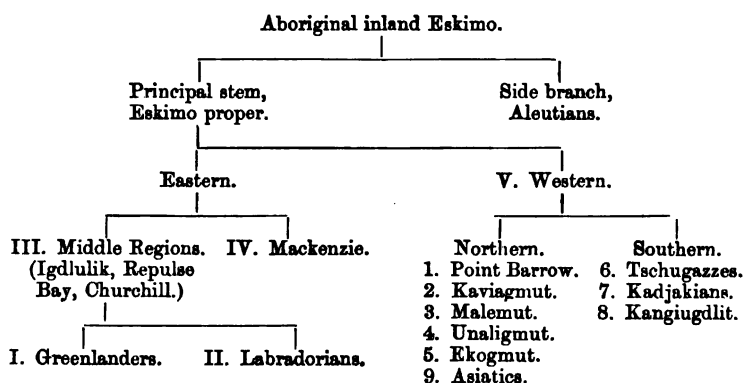 Aboriginal inland Eskimo.
Principal stem,
Eskimo proper.
Side branch,
Aleutians.
Eastern.
V. Western.
III. Middle Regions.
(Igdlulik, Repulse
Bay, Churchill.)
IV. Mackenzie.
I. Greenlanders.
II. Labradorians.
Northern.
1. Point Barrow.
2. Kaviagmut.
3. Malemut.
4. Unaligmut.
5. Ekogmut.
9. Asiatics.
Southern.
6. Tschugazzes.
7. Kadjakians.
8. Kangiugdlit.